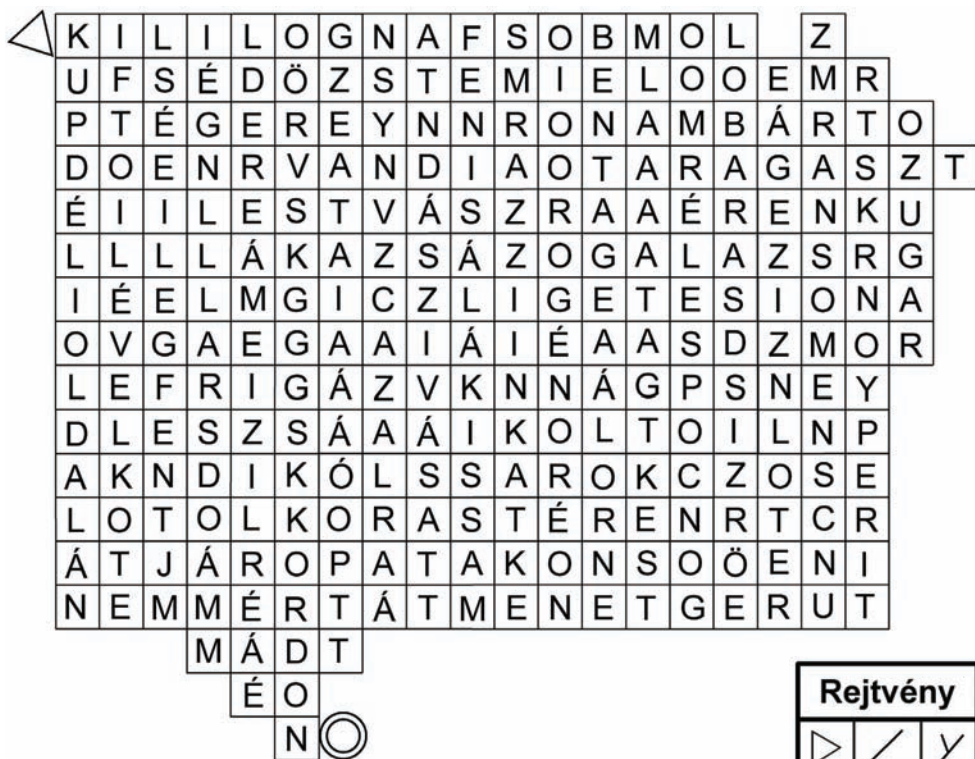 K I L I L O G N A F S O B M O L Z
U F S É D Ö Z S T E M I E L O O E M R
P T É G E R E Y N N R O N A M B Á R T O
D O E N R V A N D I A O T A R A G A S Z T
É I I L E S T V Á S Z R A A É R E N K U
L L L L Á K A Z S Á Z O G A L A Z S R G
I É E L M G I C Z L I G E T E S I O N A
O V G A E G A A I Á I É A A S D Z M O R
L E F R I G Á Z V K N N Á G P S N E Y
D L E S Z S Á A Á I K O L T O I L N P
A K N D I K Ó L S S A R O K C Z O S E
L O T O L K O R A S T É R E N R T C R
Á T J Á R O P A T A K O N S O Ö E N I
N E M M É R T Á T M E N E T G E R U T
M Á D T
É O
N
Rejtvény